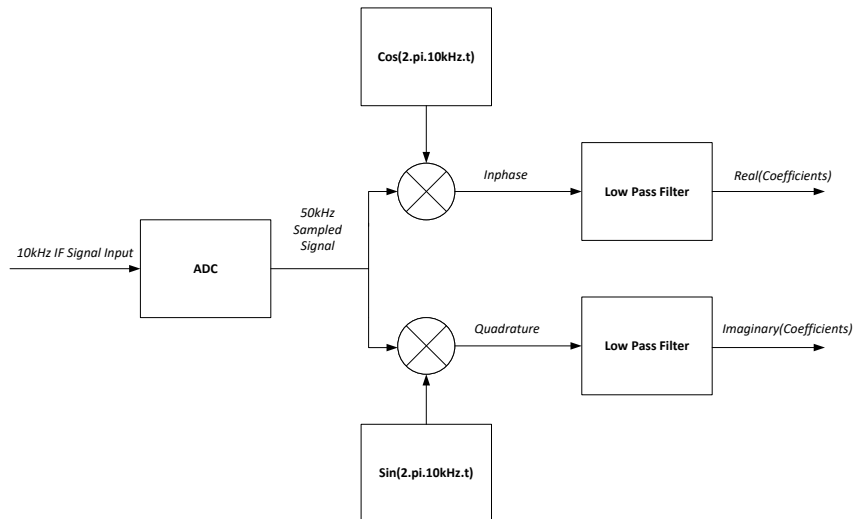 Cos(2.pi.10kHz.t)
Inphase
Low Pass Filter
Real(Coefficients)
10kHz IF Signal Input
ADC
50kHz
Sampled
Signal
Quadrature
Low Pass Filter
Imaginary(Coefficients)
Sin(2.pi.10kHz.t)